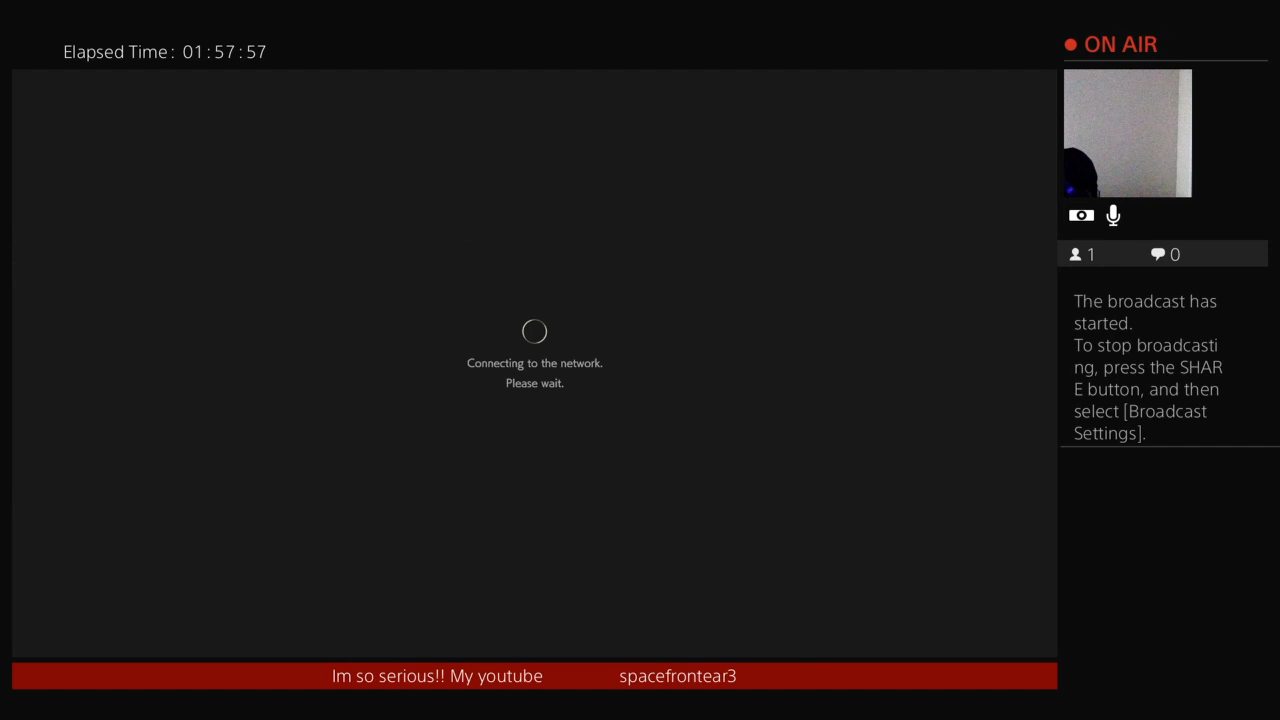 Elapsed Time: 01:57:57
ON AIR
1 0
The broadcast has
started.
To stop broadcasti
ng, press the SHAR
E button, and then
select [Broadcast
Settings].
Connecting to the network.
Please wait.
Im so serious!! My youtube spacefrontear3